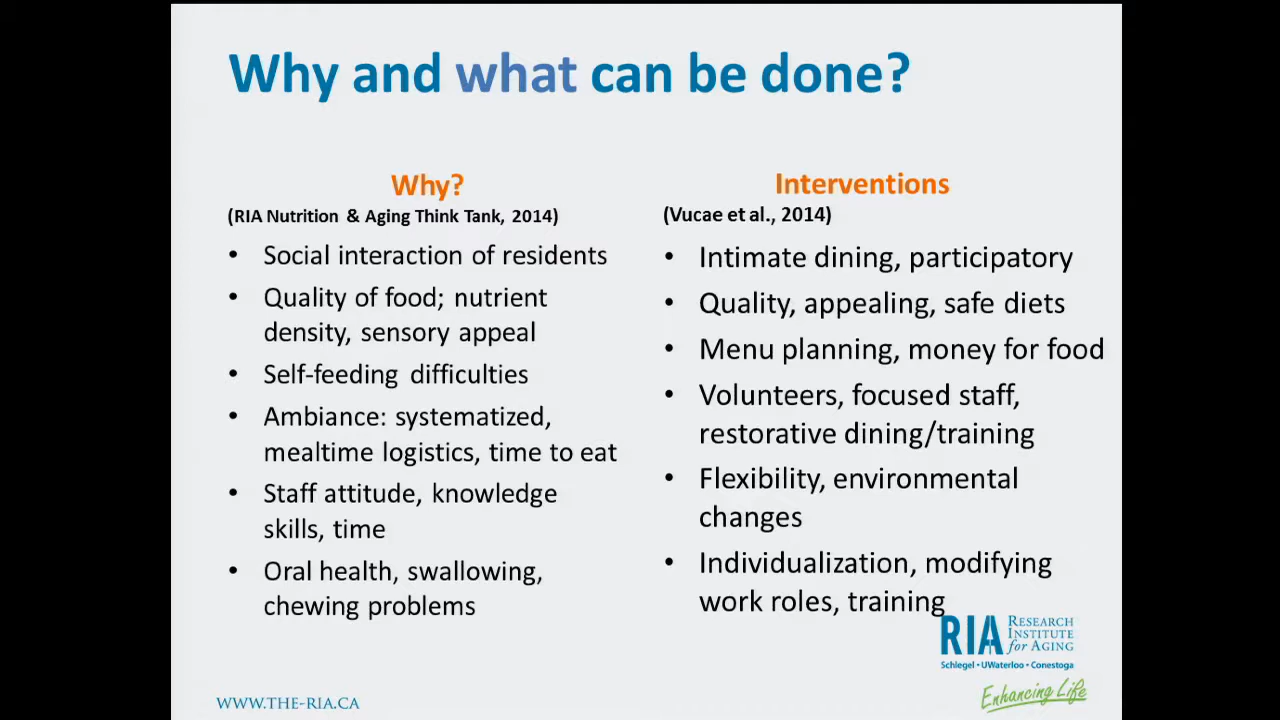 Why and what can be done?
Why?
(RIA Nutrition & Aging Think Tank, 2014)
• Social interaction of residents
• Quality of food; nutrient
density, sensory appeal
• Self-feeding difficulties
• Ambiance: systematized,
mealtime logistics, time to eat
• Staff attitude, knowledge
skills, time
• Oral health, swallowing,
chewing problems
Interventions
(Vucae et al., 2014)
• Intimate dining, participatory
• Quality, appealing, safe diets
• Menu planning, money for food
• Volunteers, focused staff,
restorative dining/training
• Flexibility, environmental
changes
• Individualization, modifying
work roles, training
RIA RESEARCH
INSTITUTE
for AGING
Schlegel • UWaterloo • Conestoga
Enhancing Life
WWW.THE-RIA.CA